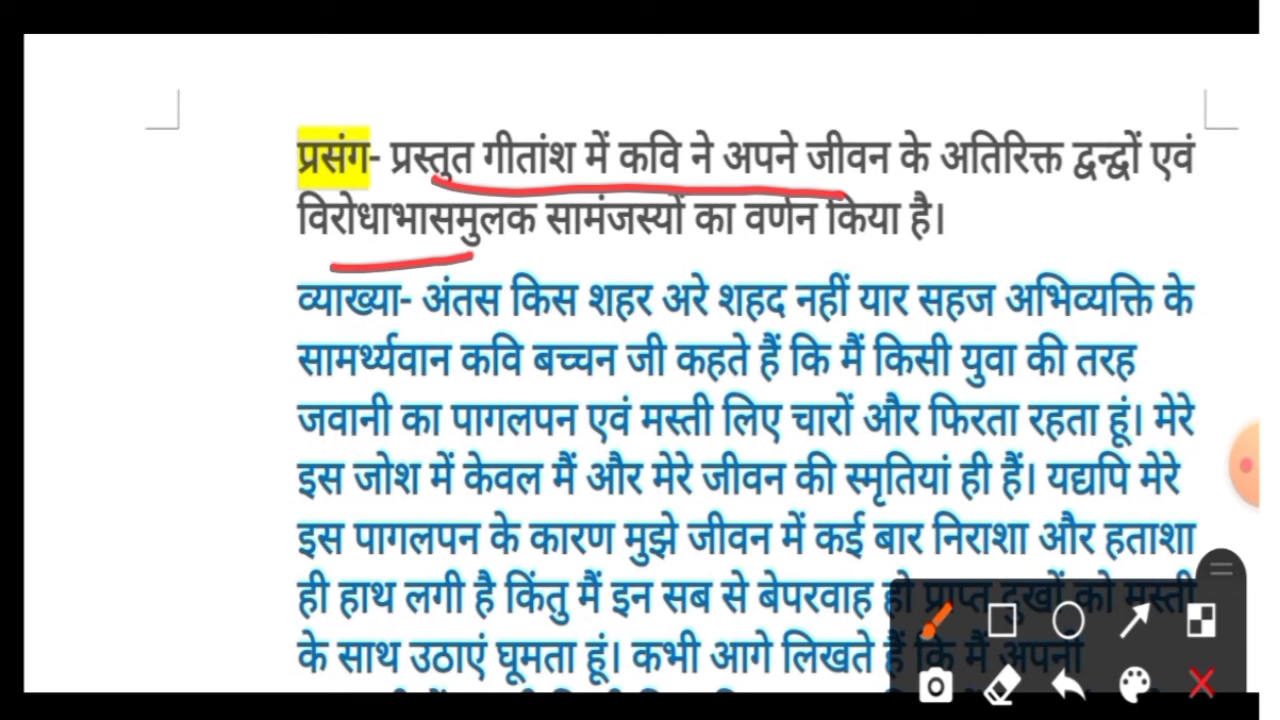 प्रसंग- प्रस्तुत गीतांश में कवि ने अपने जीवन के अतिरिक्त द्वन्द्वों एवं
विरोधाभासमुलक सामंजस्यों का वर्णन किया है।
व्याख्या- अंतस किस शहर अरे शहद नहीं यार सहज अभिव्यक्ति के
सामर्थ्यवान कवि बच्चन जी कहते हैं कि मैं किसी युवा की तरह
जवानी का पागलपन एवं मस्ती लिए चारों और फिरता रहता हूं। मेरे
इस जोश में केवल मैं और मेरे जीवन की स्मृतियां ही हैं। यद्यपि मेरे
इस पागलपन के कारण मुझे जीवन में कई बार निराशा और हताशा
ही हाथ लगी है किंतु मैं इन सब से बेपरवाह हो प्राप्त दुखों को मस्ती
के साथ उठाएं घूमता हूं। कभी आगे लिखते हैं कि मैं अपनी